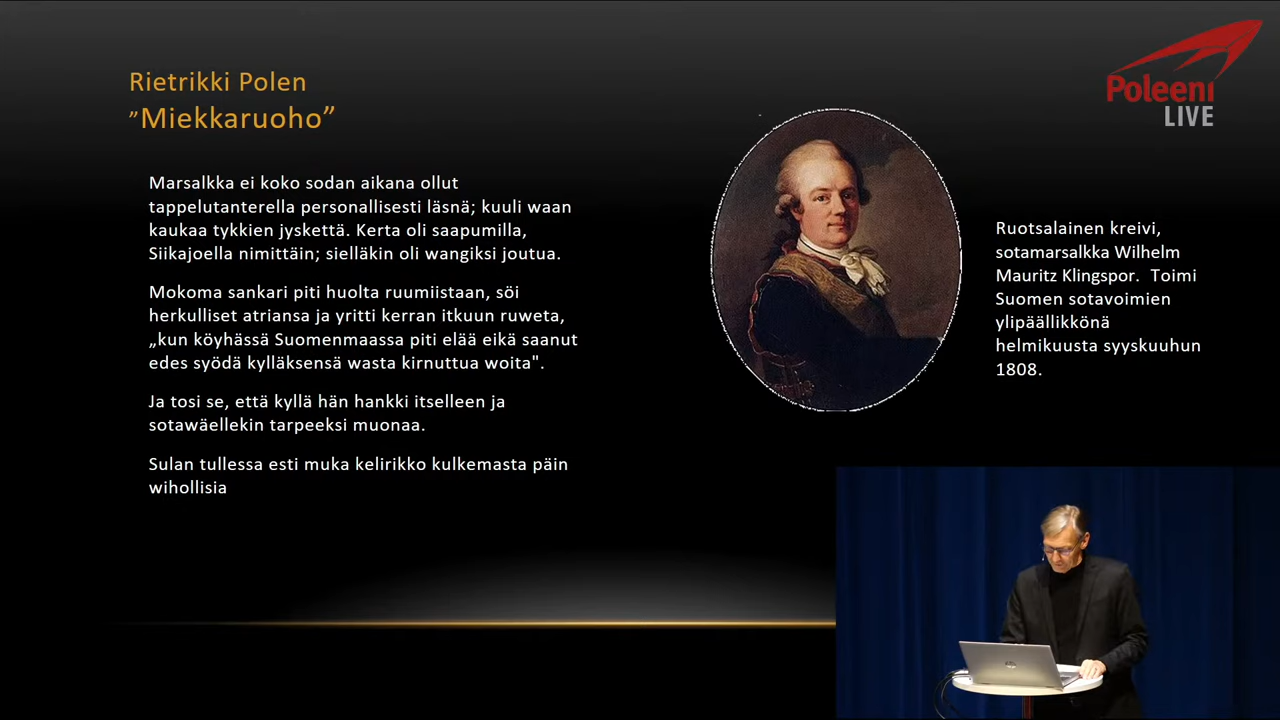 Rietrikki Polen
”Miekkaruoho”
Marsalkka ei koko sodan aikana ollut
tappelutanterella personallisesti läsnä; kuuli waan
kaukaa tykkien jyskettä. Kerta oli saapumilla,
Siikajoella nimittäin; sielläkin oli wangiksi joutua.
Mokoma sankari piti huolta ruumiistaan, söi
herkulliset atriansa ja yritti kerran itkuun ruweta,
„kun köyhässä Suomenmaassa piti elää eikä saanut
edes syödä kylläksensä wasta kirnuttua woita".
Ja tosi se, että kyllä hän hankki itselleen ja
sotawäellekin tarpeeksi muonaa.
Sulan tullessa esti muka kelirikko kulkemasta päin
wihollisia
Ruotsalainen kreivi,
sotamarsalkka Wilhelm
Mauritz Klingspor. Toimi
Suomen sotavoimien
ylipäällikkönä
helmikuusta syyskuuhun
1808.
Poleeni
LIVE
hp